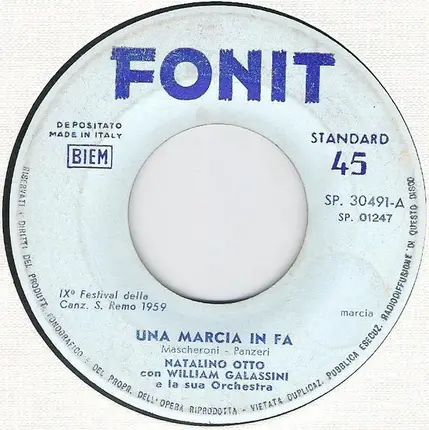 FONIT
DEPOSITATO
MADE IN ITALY
BIEM
STANDARD
45
SP. 30491-A
SP. 01247
IXº Festival della
Canz. S. Remo 1959
marcia
UNA MARCIA IN FA
Mascheroni - Panzeri
NATALINO OTTO
con WILLIAM GALASSINI
e la sua Orchestra
RISERVATI I DIRITTI DEL PRODUTT. FONOGRAFICO E DEL PROPR. DELL'OPERA RIPRODOTTA - VIETATA DUPLICAZ. PUBBLICA ESECUZ. RADIODIFFUSIONE DI QUESTO DISCO